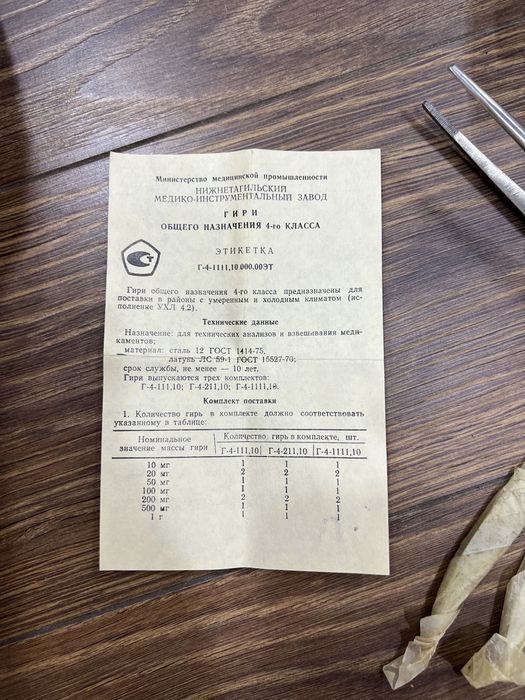 Министерство медицинской промышленности
НИЖНЕТАГИЛЬСКИЙ
МЕДИКО-ИНСТРУМЕНТАЛЬНЫЙ ЗАВОД
ГИРИ
ОБЩЕГО НАЗНАЧЕНИЯ 4-го КЛАССА
ЭТИКЕТКА
Г-4-1111,10.000.00ЭТ
Гири общего назначения 4-го класса предназначены для
поставки в районы с умеренным и холодным климатом (ис-
полнение УХЛ 4.2).
Технические данные
Назначение: для технических анализов и взвешивания меди-
каментов;
материал: сталь 12 ГОСТ 1414-75,
латунь ЛС 59-1 ГОСТ 15527-70;
срок службы, не менее — 10 лет.
Гири выпускаются трех комплектов:
Г-4-111,10; Г-4-211,10; Г-4-1111,10.
Комплект поставки
1. Количество гирь в комплекте должно соответствовать
указанному в таблице:
Номинальное значение массы гири Количество гирь в комплекте, шт.
Г-4-111,10 Г-4-211,10 Г-4-1111,10
10 мг 1 1 1
20 мг 2 2 2
50 мг 1 1 1
100 мг 1 1 1
200 мг 2 2 2
500 мг 1 1 1
1 г 1 1 1